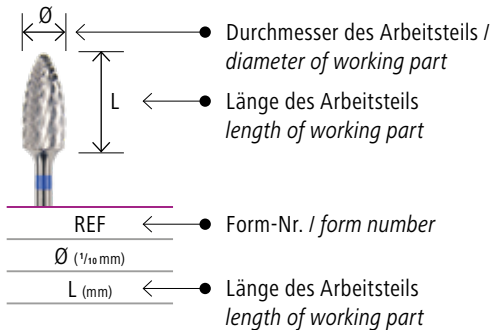 Ø
Durchmesser des Arbeitsteils /
diameter of working part
L
Länge des Arbeitsteils
length of working part
REF
Form-Nr. / form number
Ø (1/10 mm)
L (mm)
Länge des Arbeitsteils
length of working part